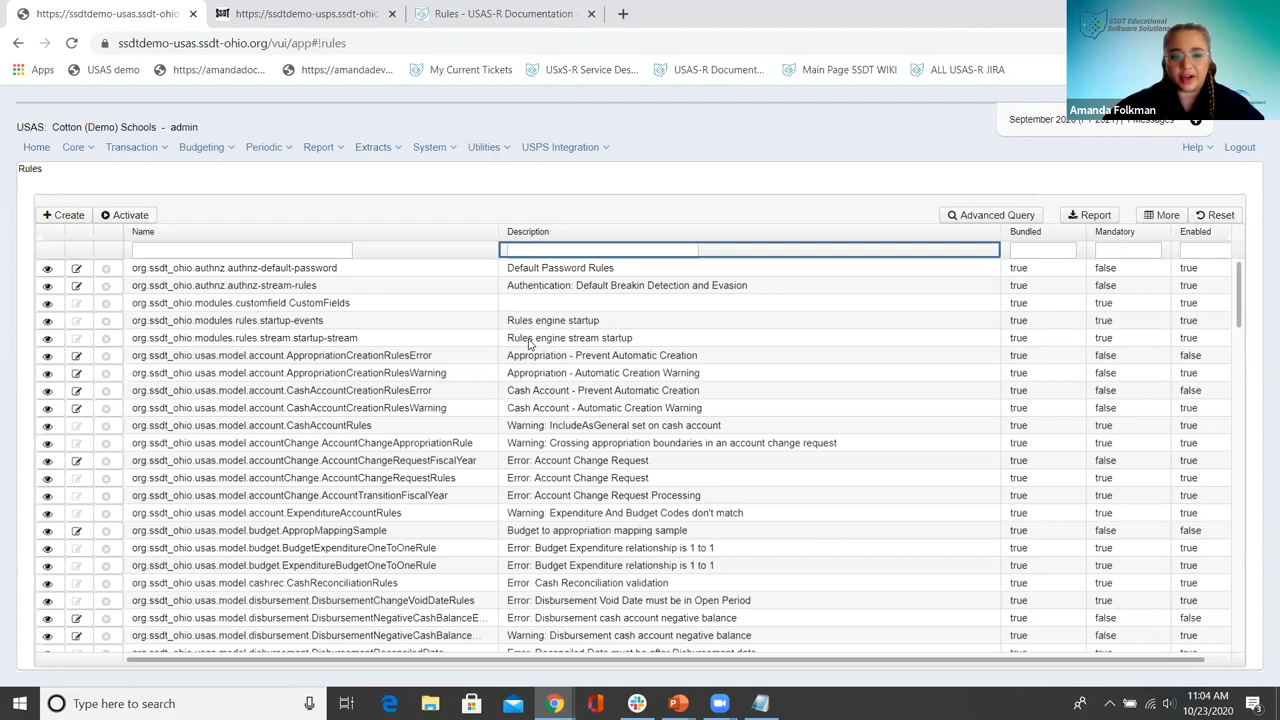 https://ssdtdemo-usas.ssdt-ohio
SSDT https://ssdtdemo-usps.ssdt-ohio
Rules - USAS-R Documentation -
ssdtdemo-usas.ssdt-ohio.org/vui/app#!rules
Apps USAS demo https://amandadoc... https://amandadev... My Current Tickets USxS-R Service Des... USAS-R Document... Main Page SSDT WIKI ALL USAS-R JIRA
SSDT Educational
Software Solutions
Amanda Folkman
USAS: Cotton (Demo) Schools - admin
Home Core Transaction Budgeting Periodic Report Extracts System Utilities USPS Integration Help Logout
Rules
Create Activate Advanced Query Report More Reset
Name Description Bundled Mandatory Enabled
org.ssdt_ohio.authnz.authnz-default-password Default Password Rules true false true
org.ssdt_ohio.authnz.authnz-stream-rules Authentication: Default Breakin Detection and Evasion true false true
org.ssdt_ohio.modules.customfield.CustomFields true true true
org.ssdt_ohio.modules.rules.startup-events Rules engine startup true true true
org.ssdt_ohio.modules.rules.stream.startup-stream Rules engine stream startup true true true
org.ssdt_ohio.usas.model.account.AppropriationCreationRulesError Appropriation - Prevent Automatic Creation true false false
org.ssdt_ohio.usas.model.account.AppropriationCreationRulesWarning Appropriation - Automatic Creation Warning true false true
org.ssdt_ohio.usas.model.account.CashAccountCreationRulesError Cash Account - Prevent Automatic Creation true false false
org.ssdt_ohio.usas.model.account.CashAccountCreationRulesWarning Cash Account - Automatic Creation Warning true false true
org.ssdt_ohio.usas.model.account.CashAccountRules Warning: IncludeAsGeneral set on cash account true true true
org.ssdt_ohio.usas.model.accountChange.AccountChangeAppropriationRule Warning: Crossing appropriation boundaries in an account change request true true true
org.ssdt_ohio.usas.model.accountChange.AccountChangeRequestFiscalYear Error: Account Change Request true false true
org.ssdt_ohio.usas.model.accountChange.AccountChangeRequestRules Error: Account Change Request true true true
org.ssdt_ohio.usas.model.accountChange.AccountTransitionFiscalYear Error: Account Change Request Processing true true true
org.ssdt_ohio.usas.model.account.ExpenditureAccountRules Warning Expenditure And Budget Codes don't match true true true
org.ssdt_ohio.usas.model.budget.AppropMappingSample Budget to appropriation mapping sample true false false
org.ssdt_ohio.usas.model.budget.BudgetExpenditureOneToOneRule Error: Budget Expenditure relationship is 1 to 1 true true true
org.ssdt_ohio.usas.model.budget.ExpenditureBudgetOneToOneRule Error: Budget Expenditure relationship is 1 to 1 true true true
org.ssdt_ohio.usas.model.cashrec.CashReconciliationRules Error Cash Reconciliation validation true true true
org.ssdt_ohio.usas.model.disbursement.DisbursementChangeVoidDateRules Error: Disbursement Void Date must be in Open Period true true true
org.ssdt_ohio.usas.model.disbursement.DisbursementNegativeCashBalanceE... Error: Disbursement cash account negative balance true false false
org.ssdt_ohio.usas.model.disbursement.DisbursementNegativeCashBalance... Warning: Disbursement cash account negative balance true false true
Type here to search
11:04 AM
10/23/2020
3